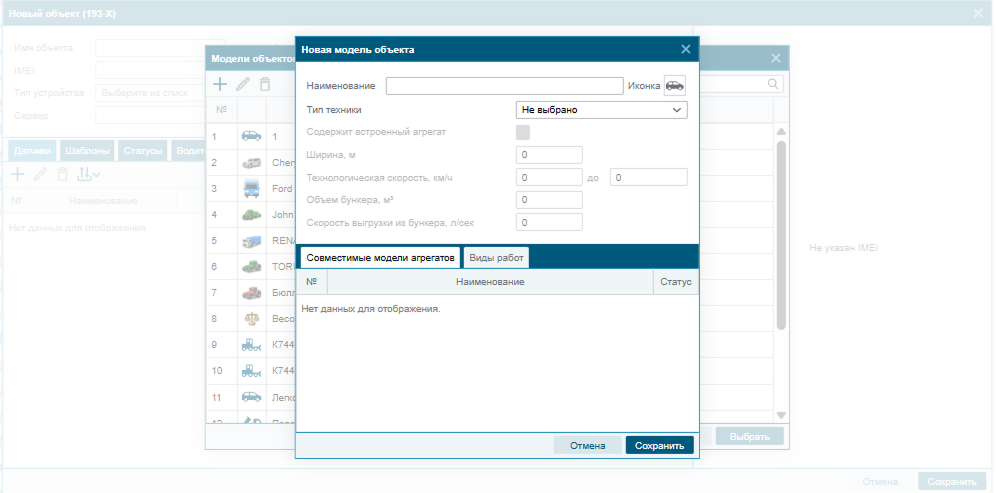 Новый объект (193-X)
Имя объекта
IMEI
Тип устройства Выберите из списк
Сервер
Датчики Шаблоны Статусы Водит
№ Наименование
Нет данных для отображения.
Не указан IMEI
Модели объектов
№
1 1
2 Cher
3 Ford
4 John
5 RENA
6
7 Бюлл
8 Весо
9 К744
10 К744
11 Легко
Выбрать
Новая модель объекта
Наименование Иконка
Тип техники Не выбрано
Содержит встроенный агрегат
Ширина, м 0
Технологическая скорость, км/ч 0 до 0
Объем бункера, м³ 0
Скорость выгрузки из бункера, л/сек 0
Совместимые модели агрегатов Виды работ
№ Наименование Статус
Нет данных для отображения.
Отмена Сохранить
Отмена Сохранить